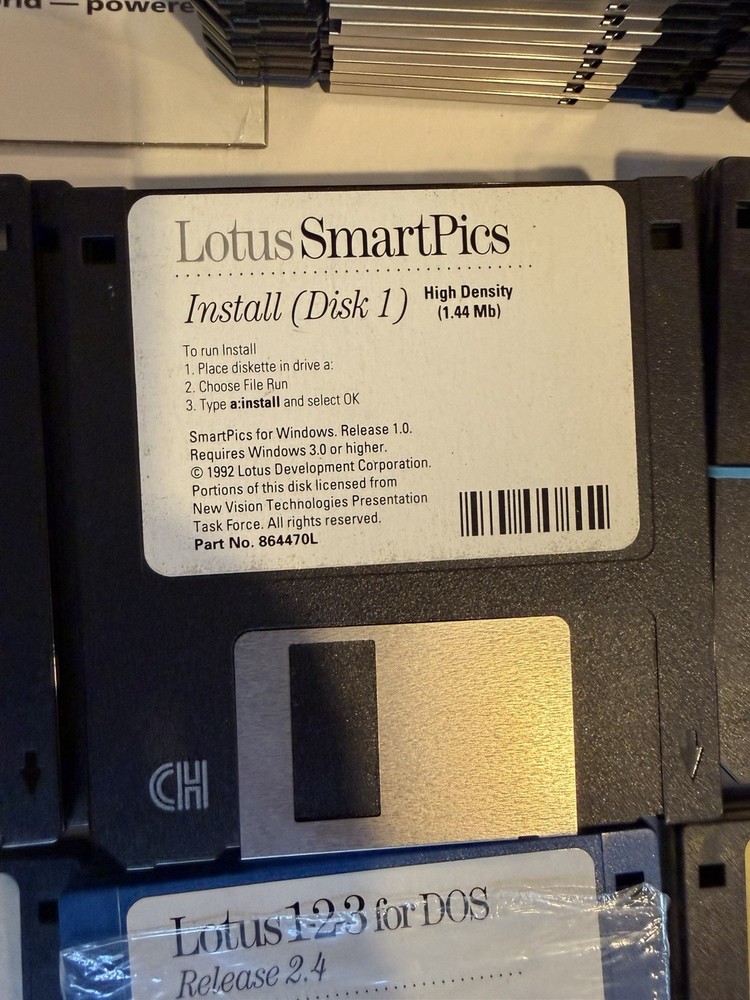 — powere
Lotus SmartPics
Install (Disk 1)
High Density
(1.44 Mb)
To run Install
1. Place diskette in drive a:
2. Choose File Run
3. Type a:install and select OK
SmartPics for Windows. Release 1.0.
Requires Windows 3.0 or higher.
© 1992 Lotus Development Corporation.
Portions of this disk licensed from
New Vision Technologies Presentation
Task Force. All rights reserved.
Part No. 864470L
CH
Lotus 1-2-3 for DOS
Release 2.4